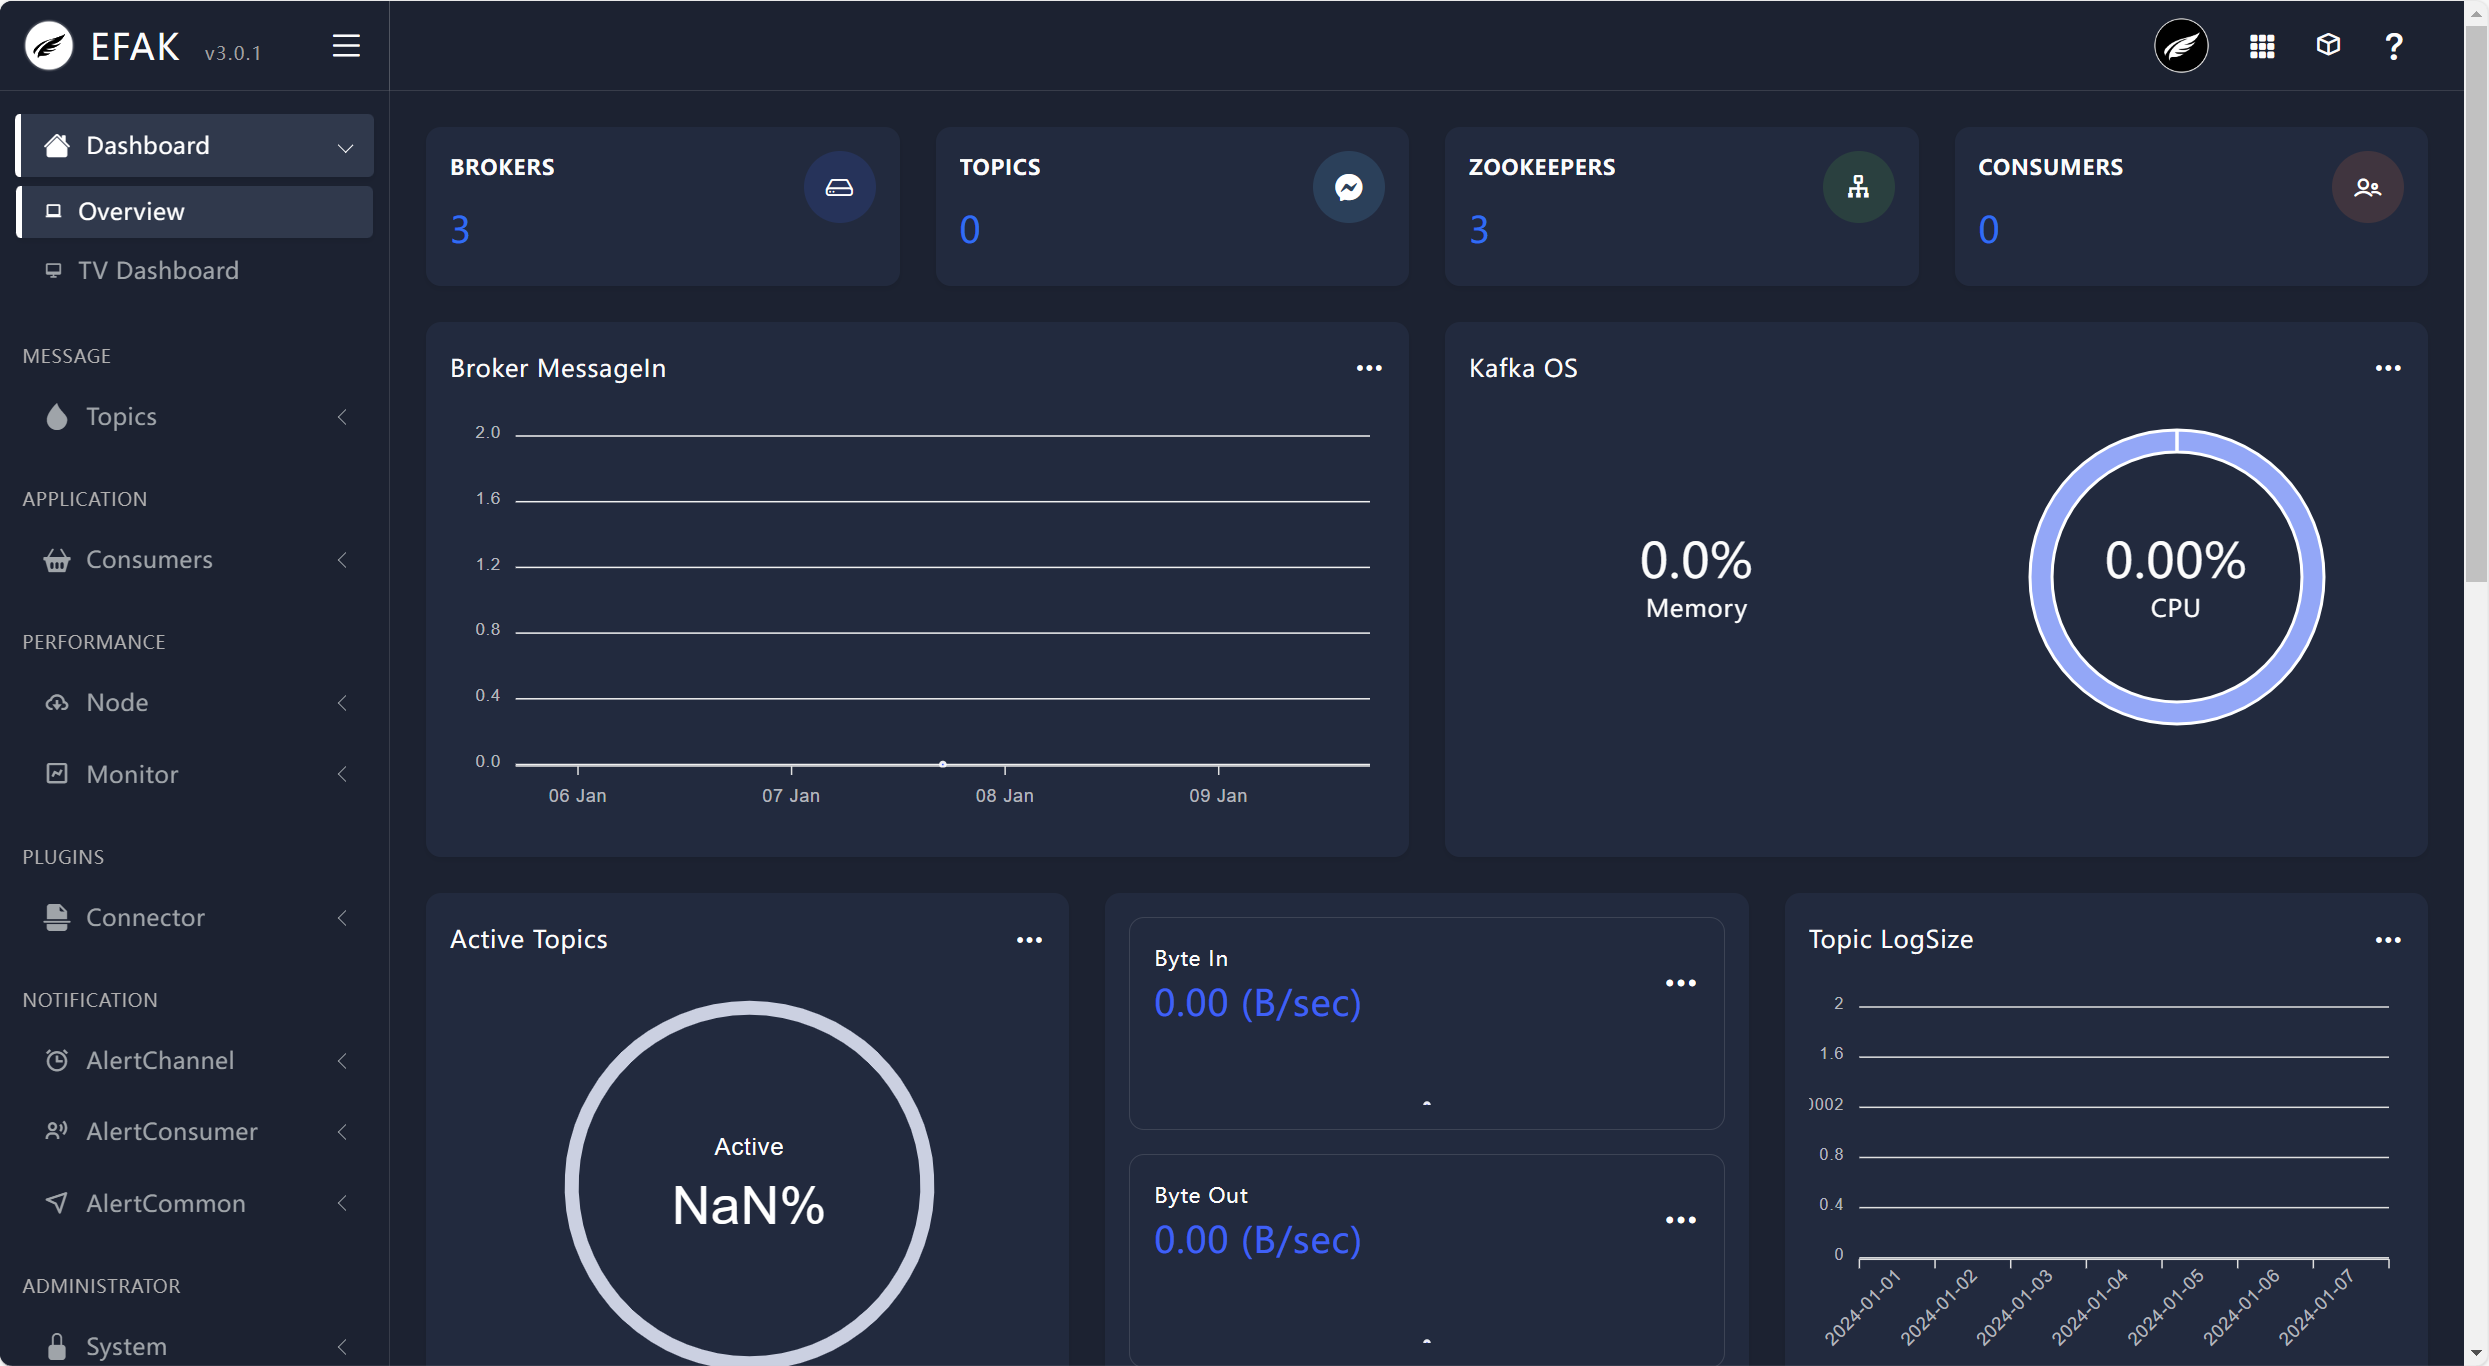 EFAK v3.0.1
Dashboard
Overview
TV Dashboard
MESSAGE
Topics
APPLICATION
Consumers
PERFORMANCE
Node
Monitor
PLUGINS
Connector
NOTIFICATION
AlertChannel
AlertConsumer
AlertCommon
ADMINISTRATOR
System
BROKERS
3
TOPICS
0
ZOOKEEPERS
3
CONSUMERS
0
Broker MessageIn
2.0
1.6
1.2
0.8
0.4
0.0
06 Jan 07 Jan 08 Jan 09 Jan
Kafka OS
0.0%
Memory
0.00%
CPU
Active Topics
Active
NaN%
Byte In
0.00 (B/sec)
Byte Out
0.00 (B/sec)
Topic LogSize
2
1.6
0002
0.8
0.4
0
2024-01-01 2024-01-02 2024-01-03 2024-01-04 2024-01-05 2024-01-06 2024-01-07